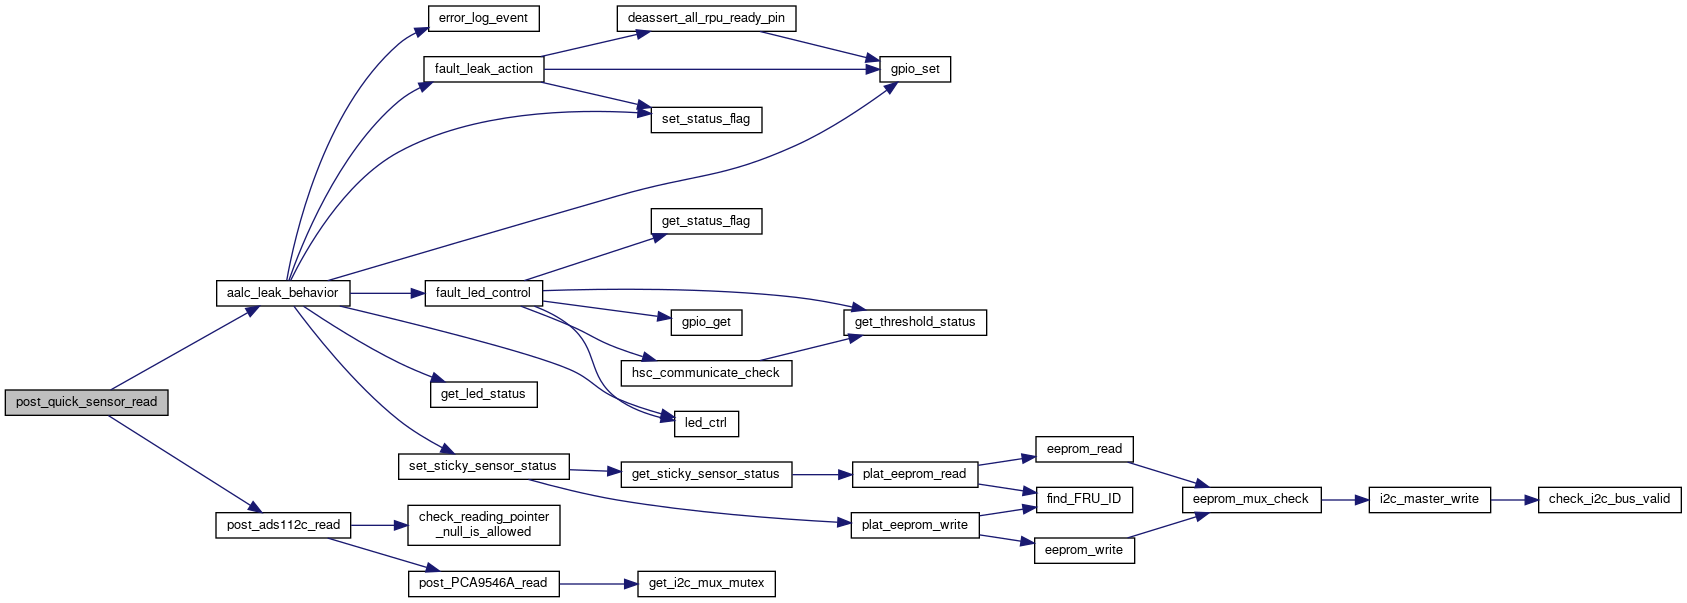 error_log_event
deassert_all_rpu_ready_pin
fault_leak_action
gpio_set
set_status_flag
get_status_flag
aalc_leak_behavior
fault_led_control
gpio_get
get_threshold_status
hsc_communicate_check
post_quick_sensor_read
get_led_status
led_ctrl
set_sticky_sensor_status
get_sticky_sensor_status
plat_eeprom_read
eeprom_read
find_FRU_ID
eeprom_mux_check
i2c_master_write
check_i2c_bus_valid
post_ads112c_read
check_reading_pointer
_null_is_allowed
plat_eeprom_write
eeprom_write
post_PCA9546A_read
get_i2c_mux_mutex